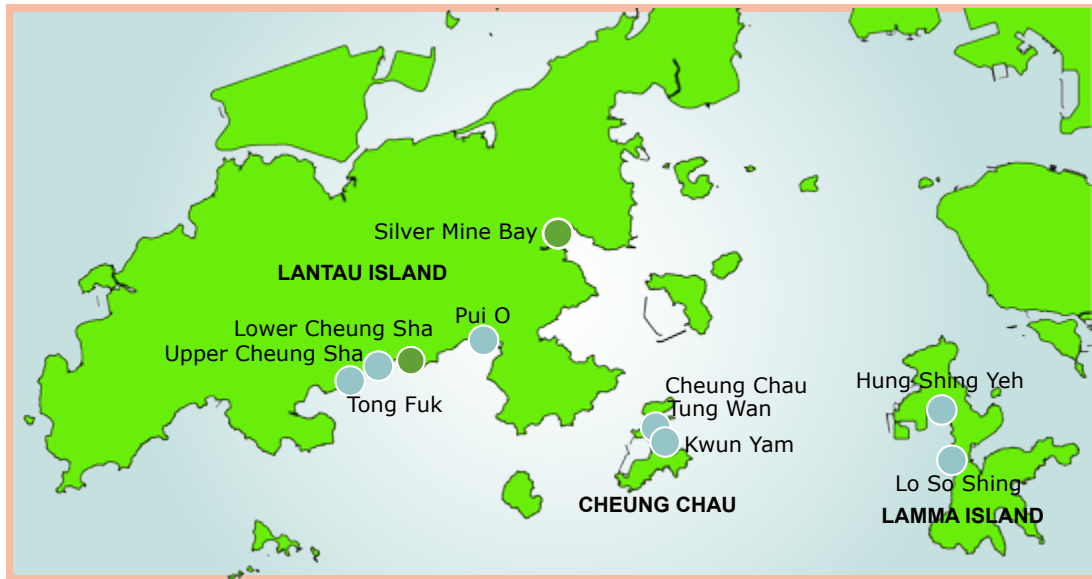 Silver Mine Bay
LANTAU ISLAND
Pui O
Lower Cheung Sha
Upper Cheung Sha
Tong Fuk
Cheung Chau
Tung Wan
Kwun Yam
CHEUNG CHAU
Hung Shing Yeh
Lo So Shing
LAMMA ISLAND